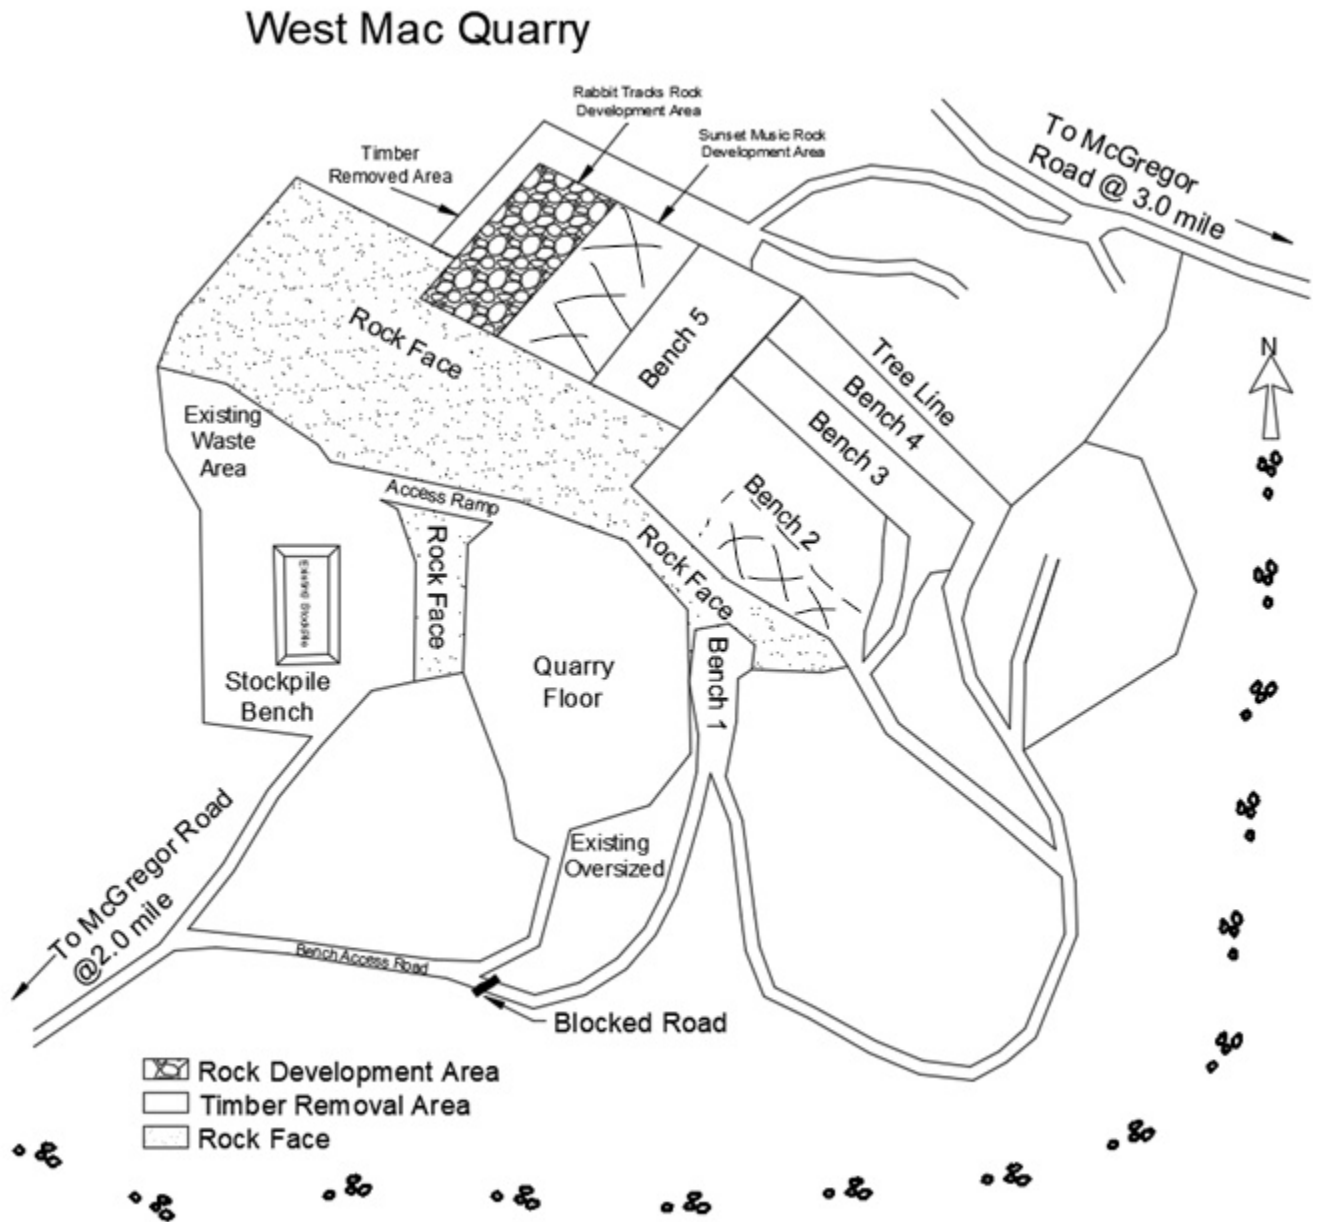 West Mac Quarry
Rabbit Tracks Rock
Development Area
Sunset Music Rock
Development Area
Timber
Removed Area
To McGregor
Road @ 3.0 mile
N
Rock Face
Bench 5
Tree Line
Bench 4
Bench 3
Bench 2
Existing
Waste
Area
Access Ramp
Rock Face
Rock Face
Existing Stockpile
Stockpile
Bench
Quarry
Floor
Bench 1
Existing
Oversized
To McGregor Road
@2.0 mile
Bench Access Road
Blocked Road
Rock Development Area
Timber Removal Area
Rock Face